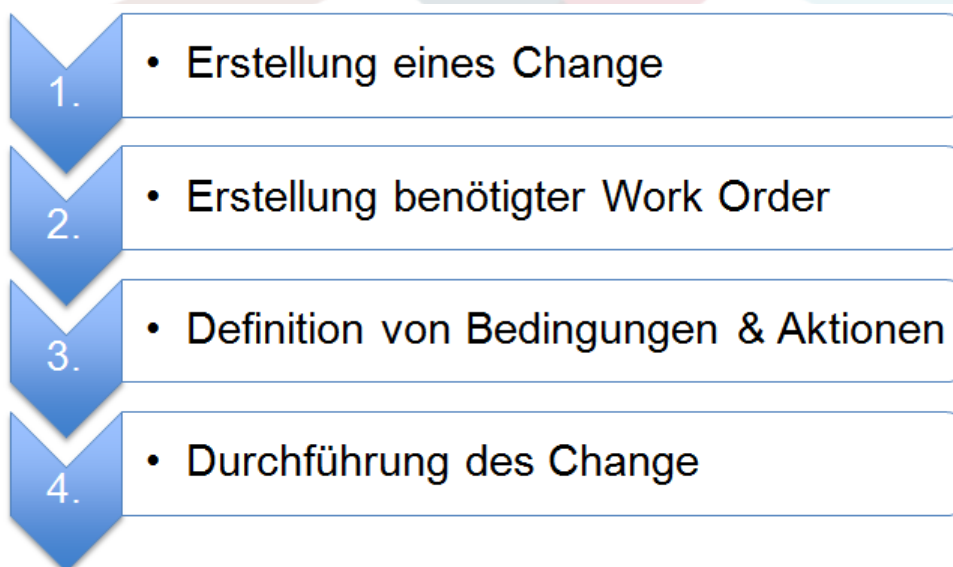 1. • Erstellung eines Change
2. • Erstellung benötigter Work Order
3. • Definition von Bedingungen & Aktionen
4. • Durchführung des Change